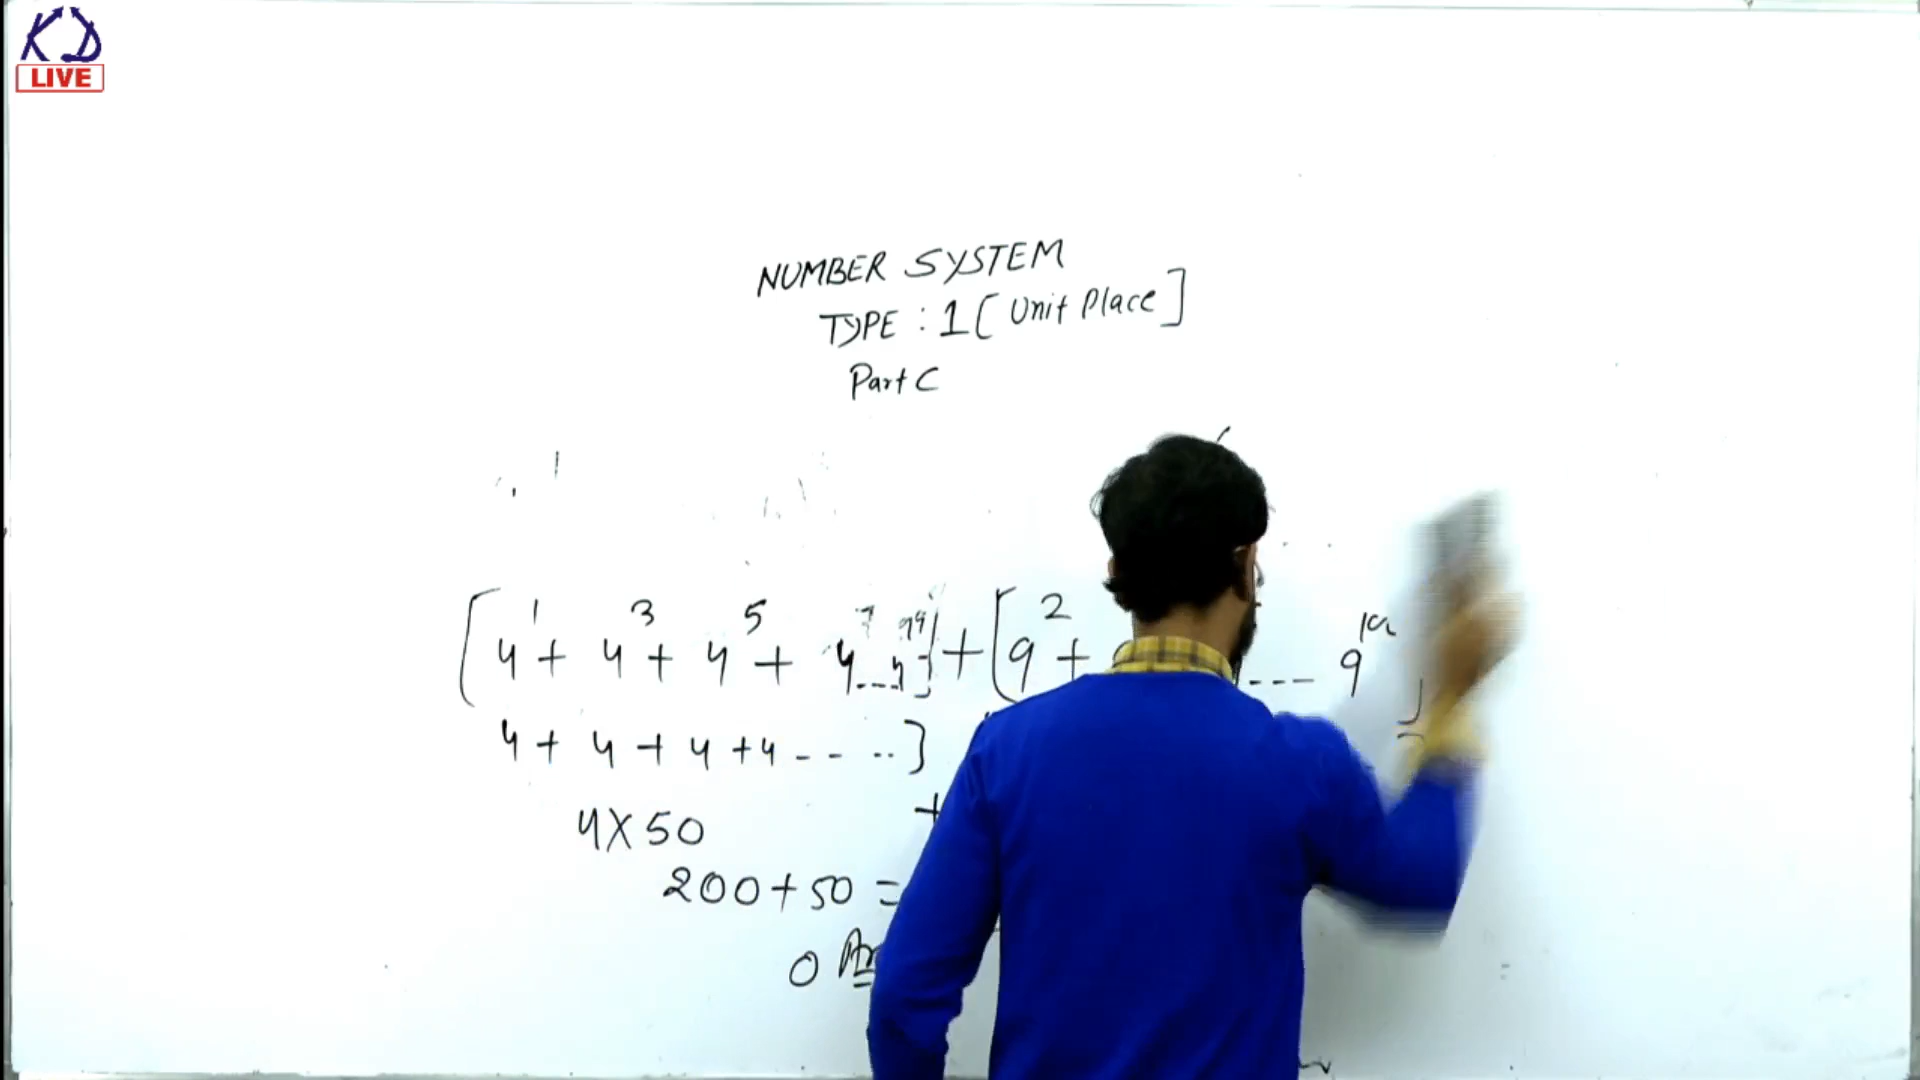 KD
LIVE
NUMBER SYSTEM
TYPE : 1 [ Unit Place ]
Part C
[ 4¹ + 4³ + 4⁵ + 4⁷ --- 4⁹⁹ ] + [ 9² + --- 9
4 + 4 + 4 + 4 - - -- ]
+
4X50
200 + 50 =
0